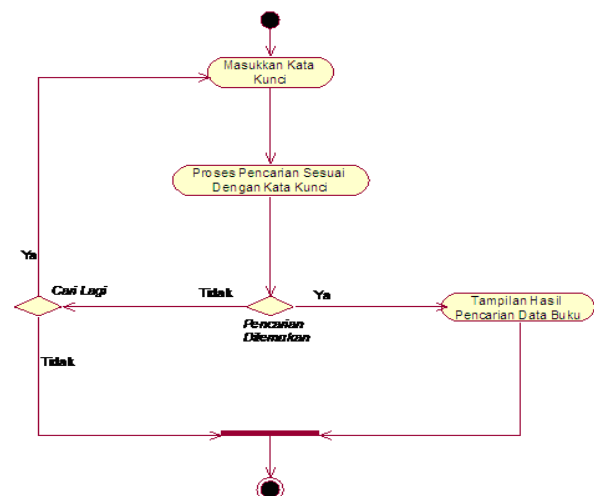 Masukkan Kata
Kunci
Proses Pencarian Sesuai
Dengan Kata Kunci
Ya
Cari Lagi
Tidak
Ya
Pencarian
Ditemukan
Tampilan Hasil
Pencarian Data Buku
Tidak